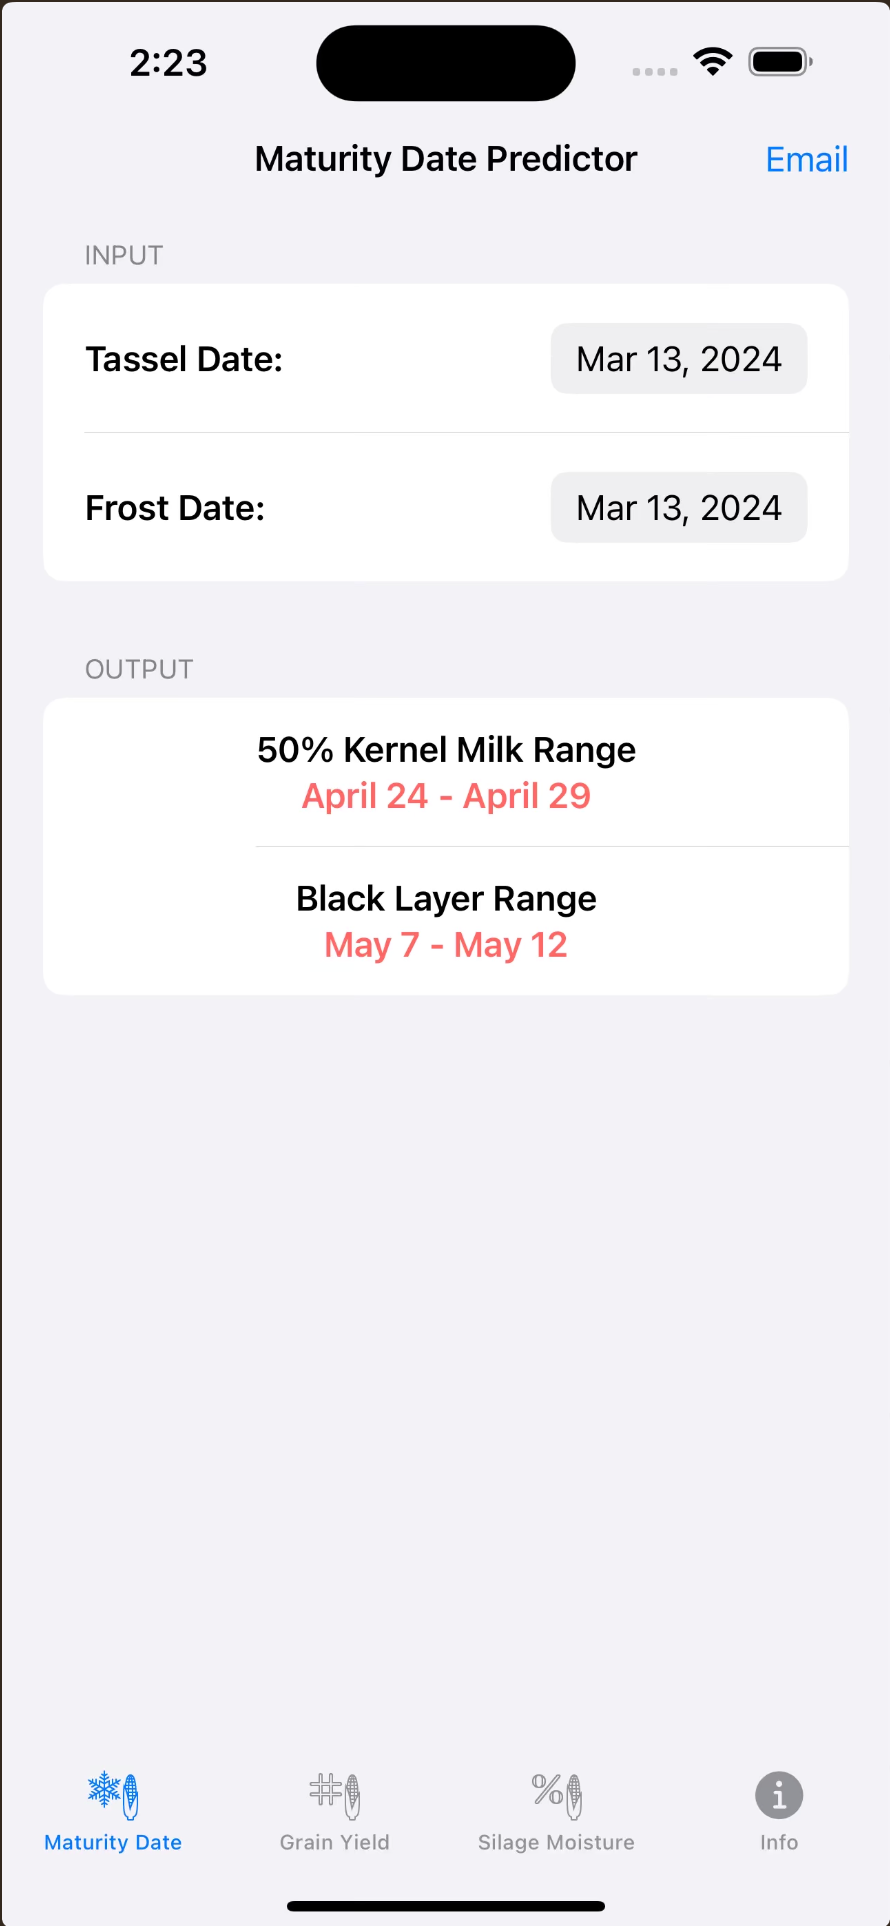 2:23
Maturity Date Predictor
Email
INPUT
Tassel Date:
Mar 13, 2024
Frost Date:
Mar 13, 2024
OUTPUT
50% Kernel Milk Range
April 24 - April 29
Black Layer Range
May 7 - May 12
Maturity Date
Grain Yield
Silage Moisture
Info